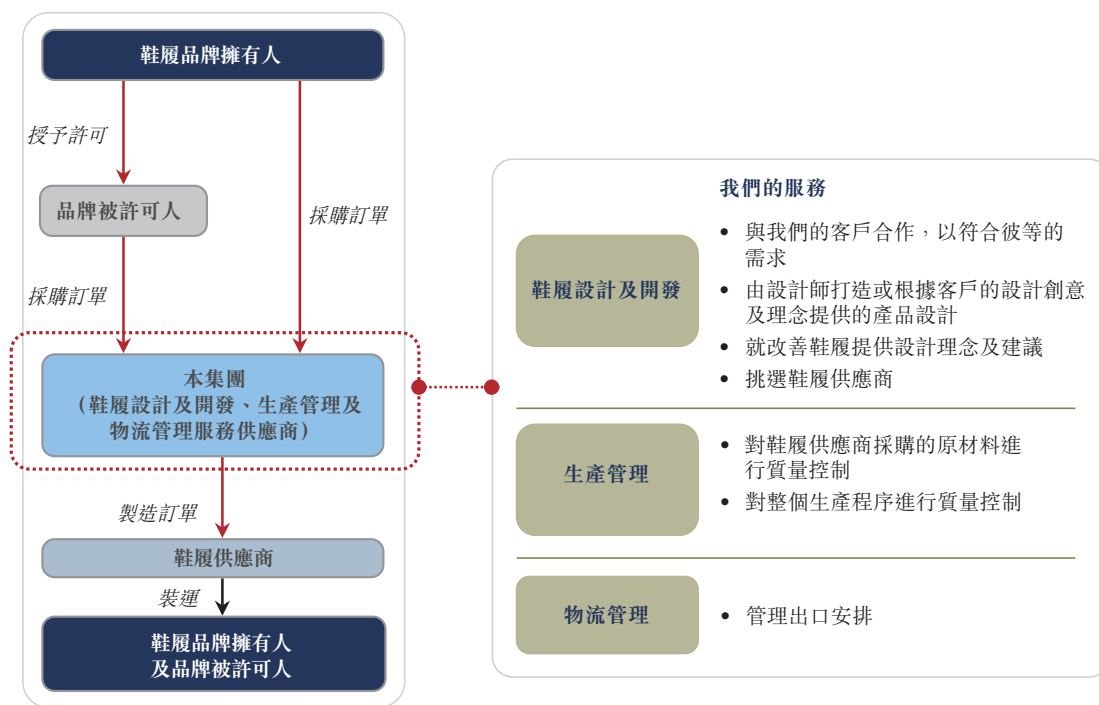 鞋履品牌擁有人
授予許可
品牌被許可人
採購訂單
採購訂單
本集團
（鞋履設計及開發、生產管理及
物流管理服務供應商）
製造訂單
鞋履供應商
裝運
鞋履品牌擁有人
及品牌被許可人
我們的服務
鞋履設計及開發
• 與我們的客戶合作，以符合彼等的
需求
• 由設計師打造或根據客戶的設計創意
及理念提供的產品設計
• 就改善鞋履提供設計理念及建議
• 挑選鞋履供應商
生產管理
• 對鞋履供應商採購的原材料進
行質量控制
• 對整個生產程序進行質量控制
物流管理
• 管理出口安排